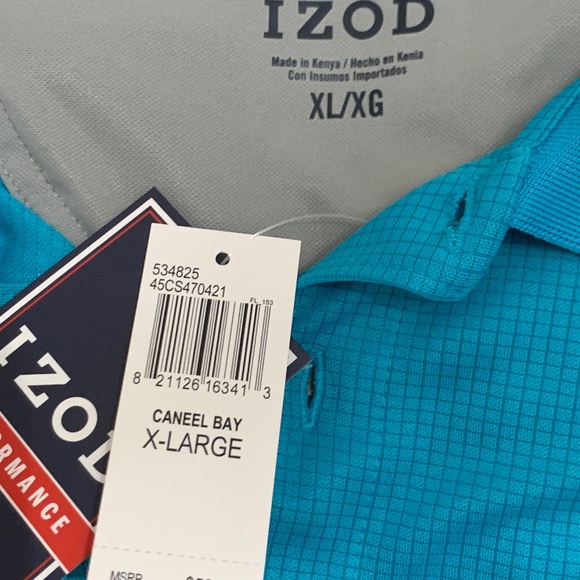 IZOD
Made in Kenya / Hecho en Kenia
Con Insumos Importados
XL/XG
534825
45CS470421
FL_153
8 21126 16341 3
CANEEL BAY
X-LARGE
MSRP
IZOD